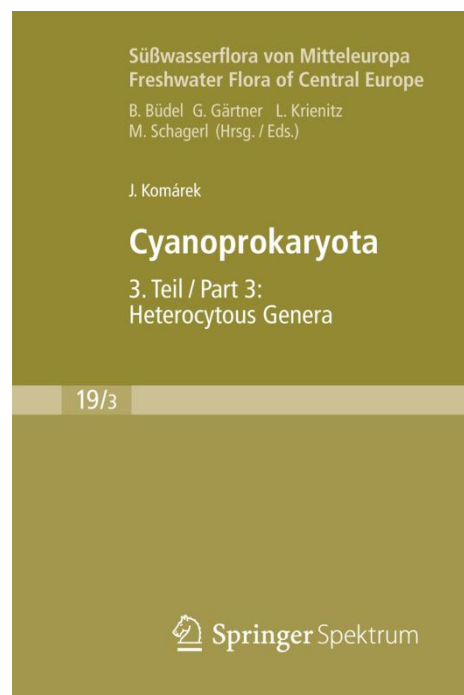 Süßwasserflora von Mitteleuropa
Freshwater Flora of Central Europe
B. Büdel G. Gärtner L. Krienitz
M. Schagerl (Hrsg. / Eds.)
J. Komárek
Cyanoprokaryota
3. Teil / Part 3:
Heterocytous Genera
19/3
Springer Spektrum